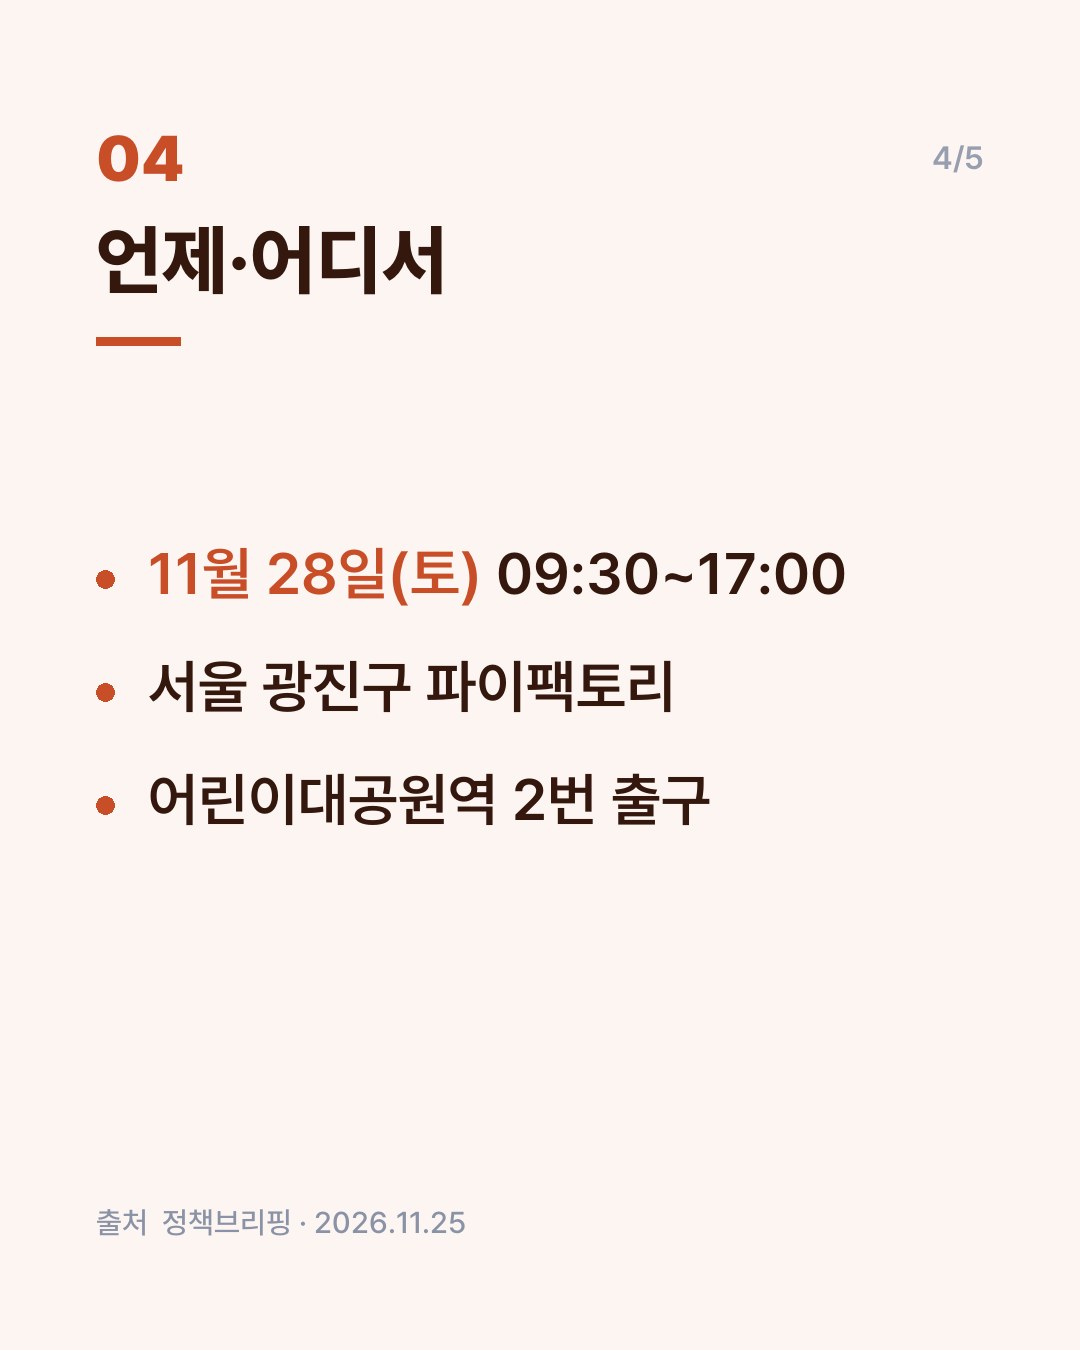 04
4/5
언제·어디서
• 11월 28일(토) 09:30~17:00
• 서울 광진구 파이팩토리
• 어린이대공원역 2번 출구
출처 정책브리핑 · 2026.11.25